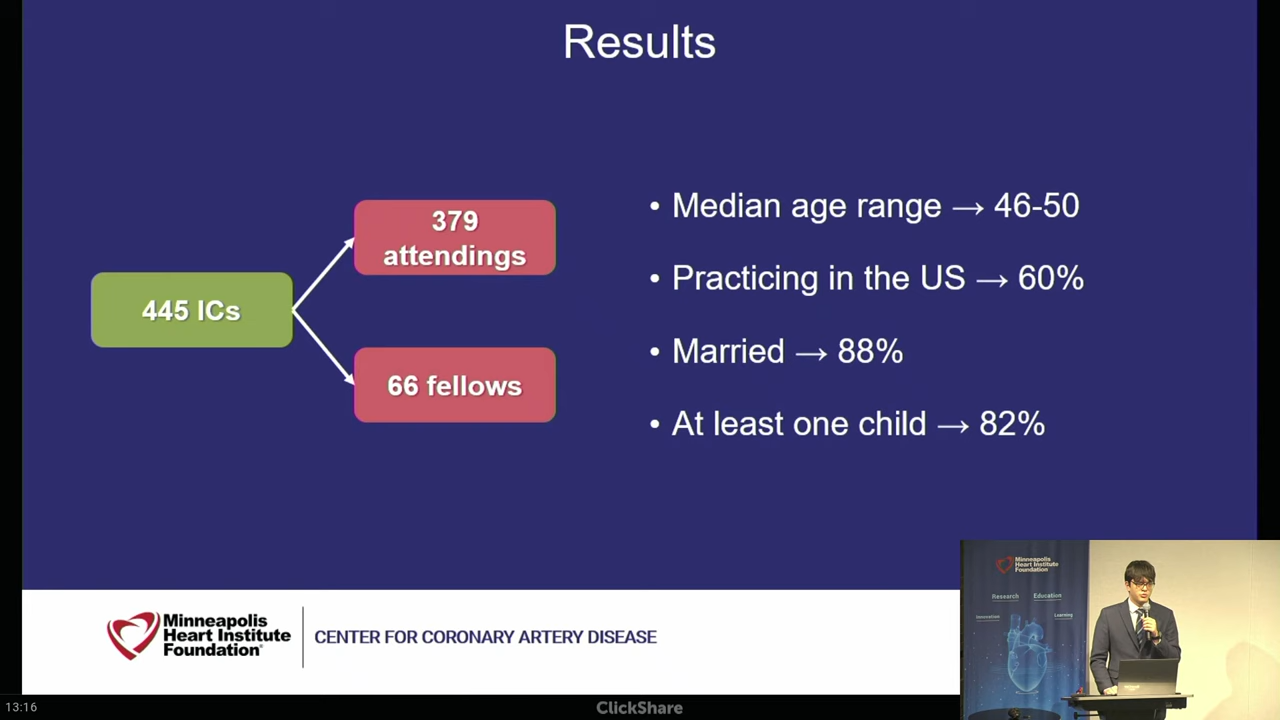 Results
445 ICs
379
attendings
66 fellows
• Median age range → 46-50
• Practicing in the US → 60%
• Married → 88%
• At least one child → 82%
Minneapolis
Heart Institute
Foundation®
CENTER FOR CORONARY ARTERY DISEASE
Minneapolis
Heart Institute
Foundation
Research
Education
Innovation
Learning
13:16
ClickShare